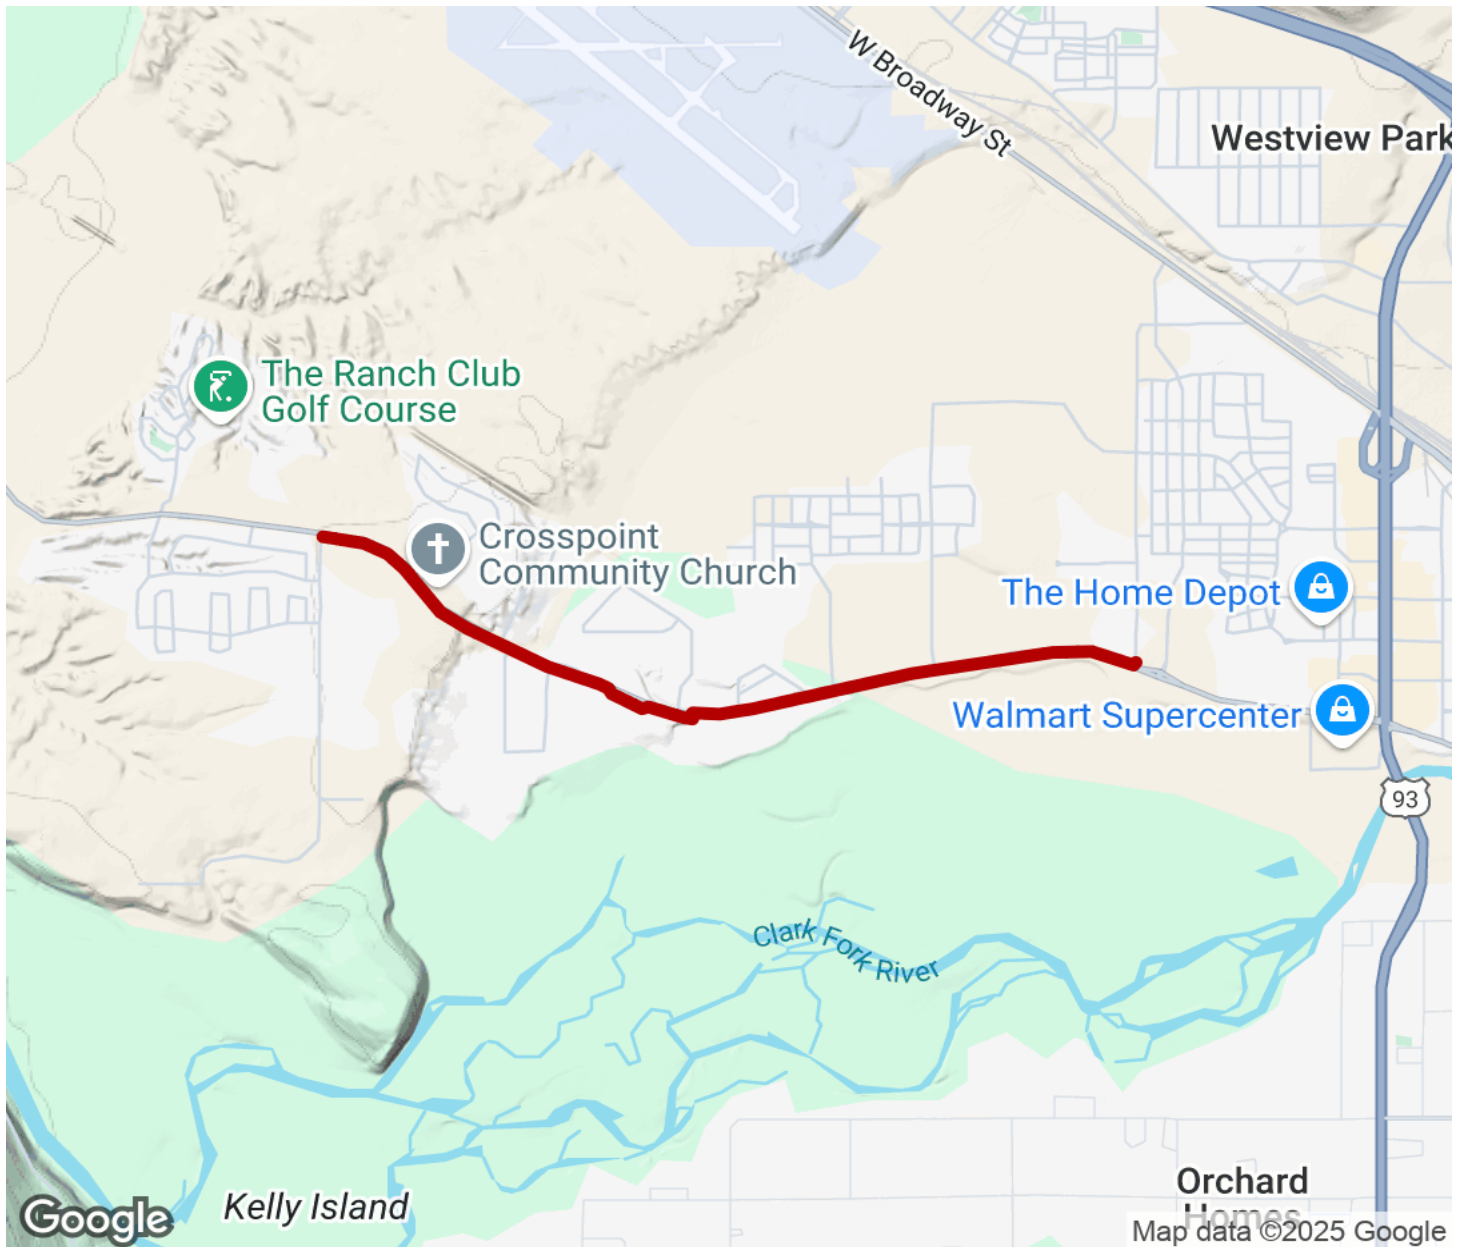 W Broadway St
Westview Park
The Ranch Club
Golf Course
Crosspoint
Community Church
The Home Depot
Walmart Supercenter
93
Clark Fork River
Kelly Island
Orchard
Homes
Google
Map data ©2025 Google